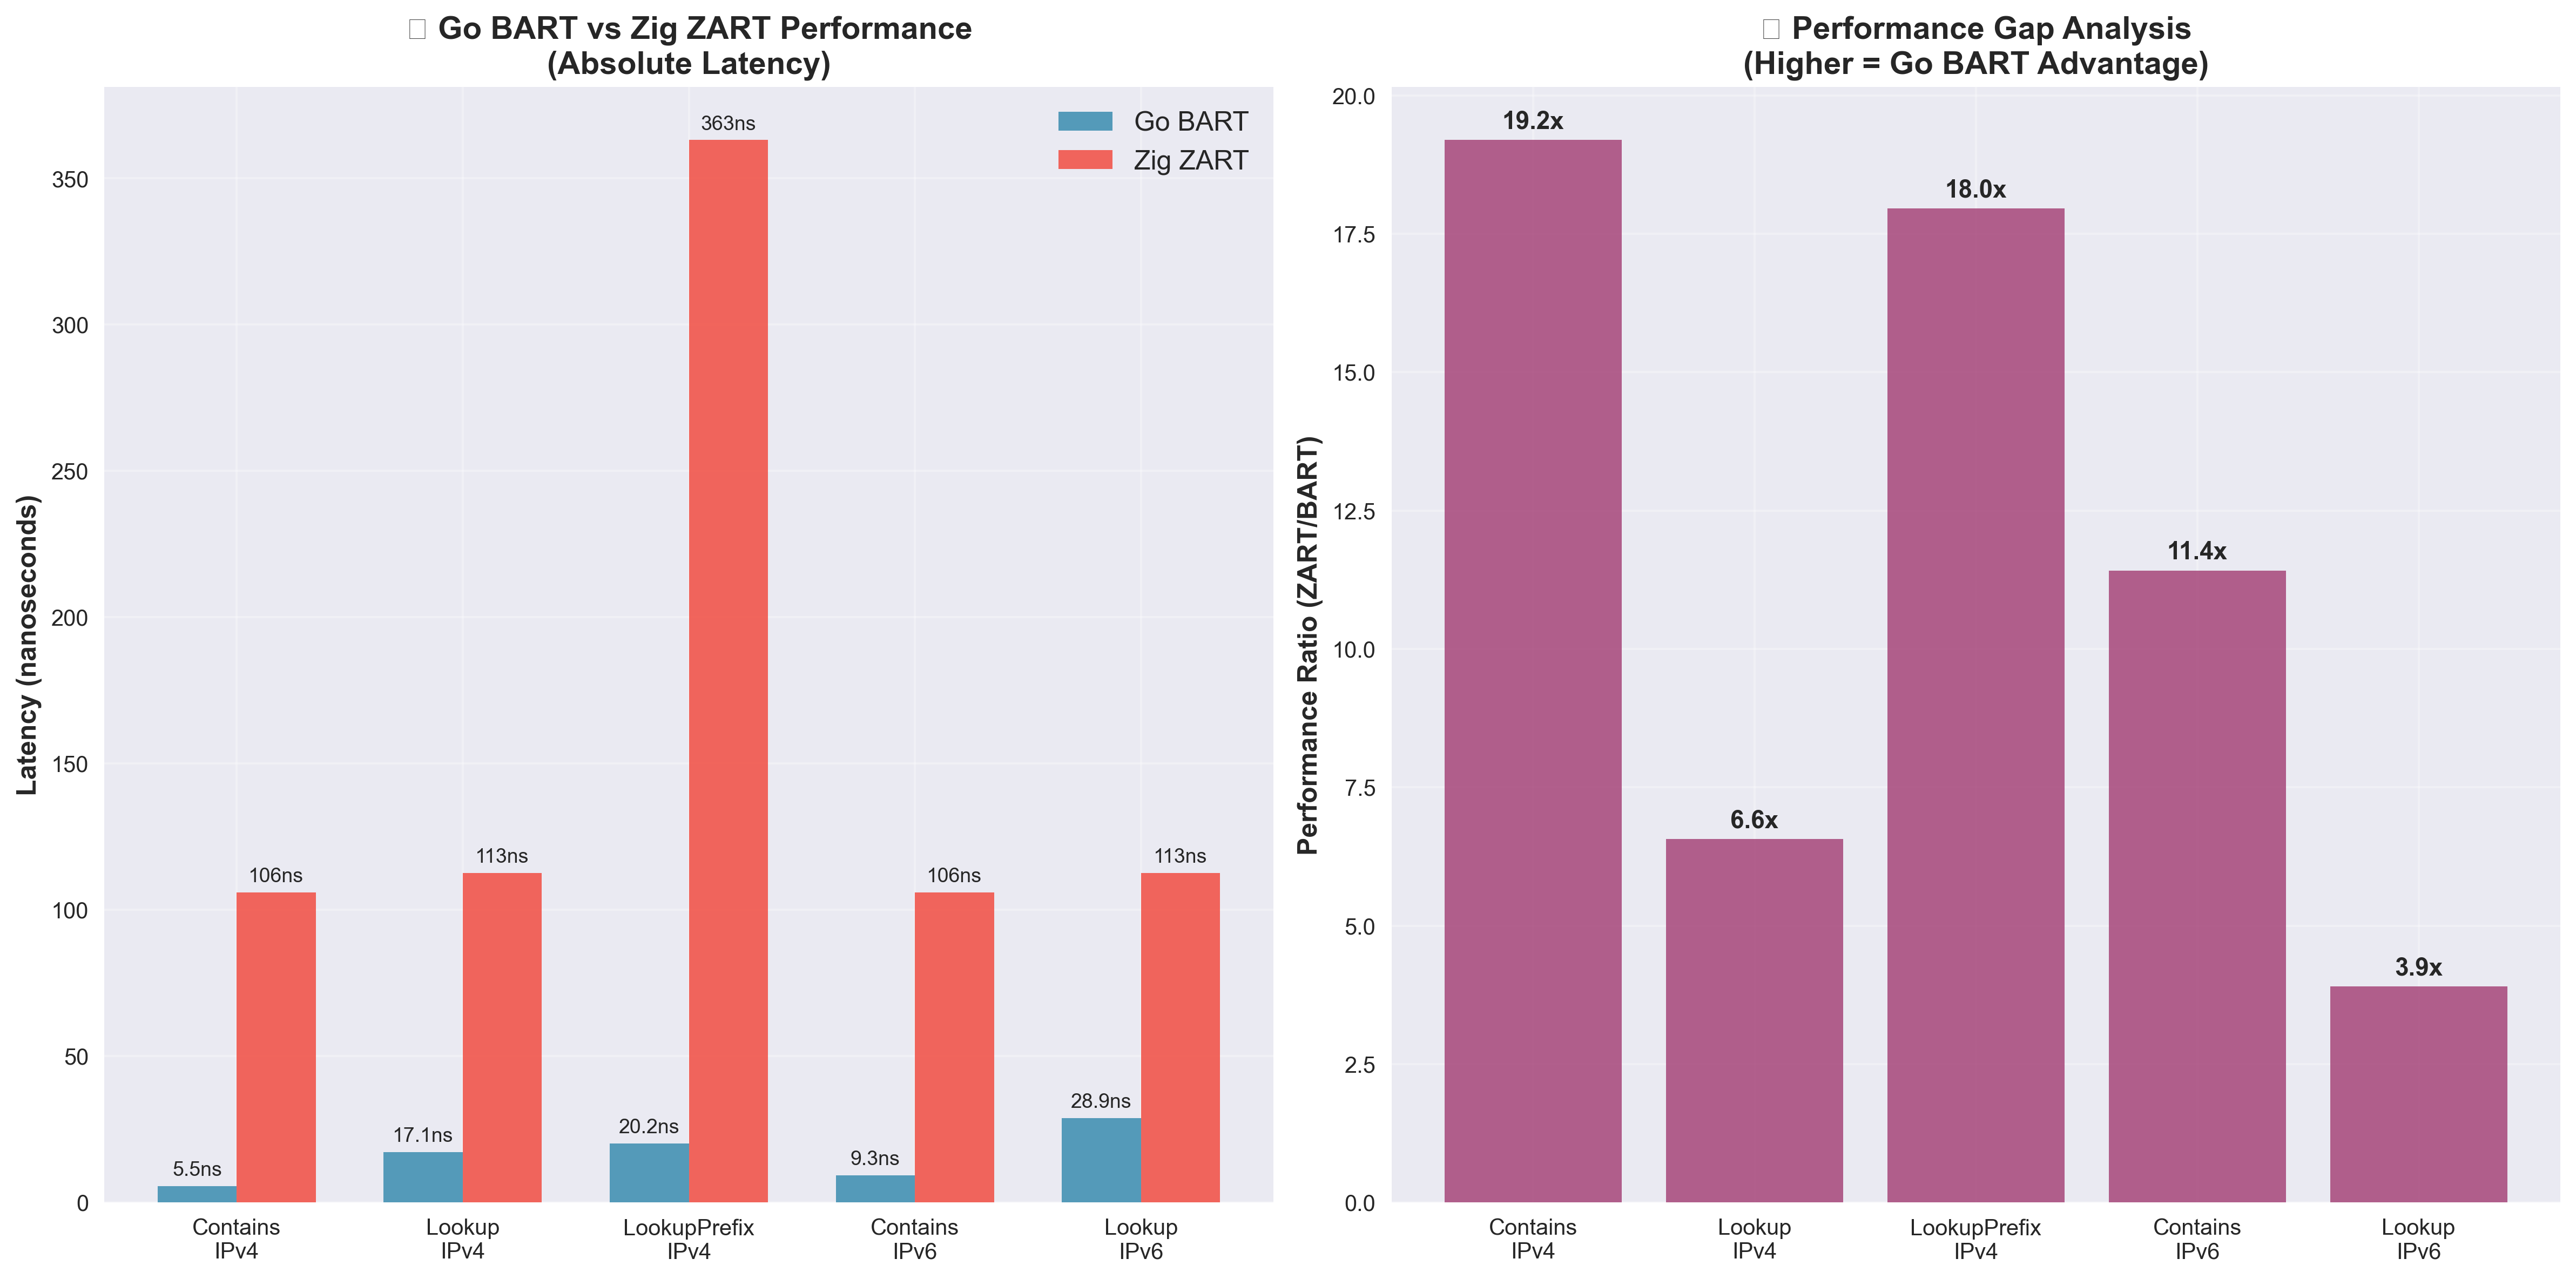 Go BART vs Zig ZART Performance
(Absolute Latency)
Go BART
Zig ZART
Latency (nanoseconds)
350
300
250
200
150
100
50
0
363ns
106ns
113ns
106ns
113ns
5.5ns
17.1ns
20.2ns
9.3ns
28.9ns
Contains
IPv4
Lookup
IPv4
LookupPrefix
IPv4
Contains
IPv6
Lookup
IPv6
Performance Gap Analysis
(Higher = Go BART Advantage)
Performance Ratio (ZART/BART)
20.0
17.5
15.0
12.5
10.0
7.5
5.0
2.5
0.0
19.2x
6.6x
18.0x
11.4x
3.9x
Contains
IPv4
Lookup
IPv4
LookupPrefix
IPv4
Contains
IPv6
Lookup
IPv6